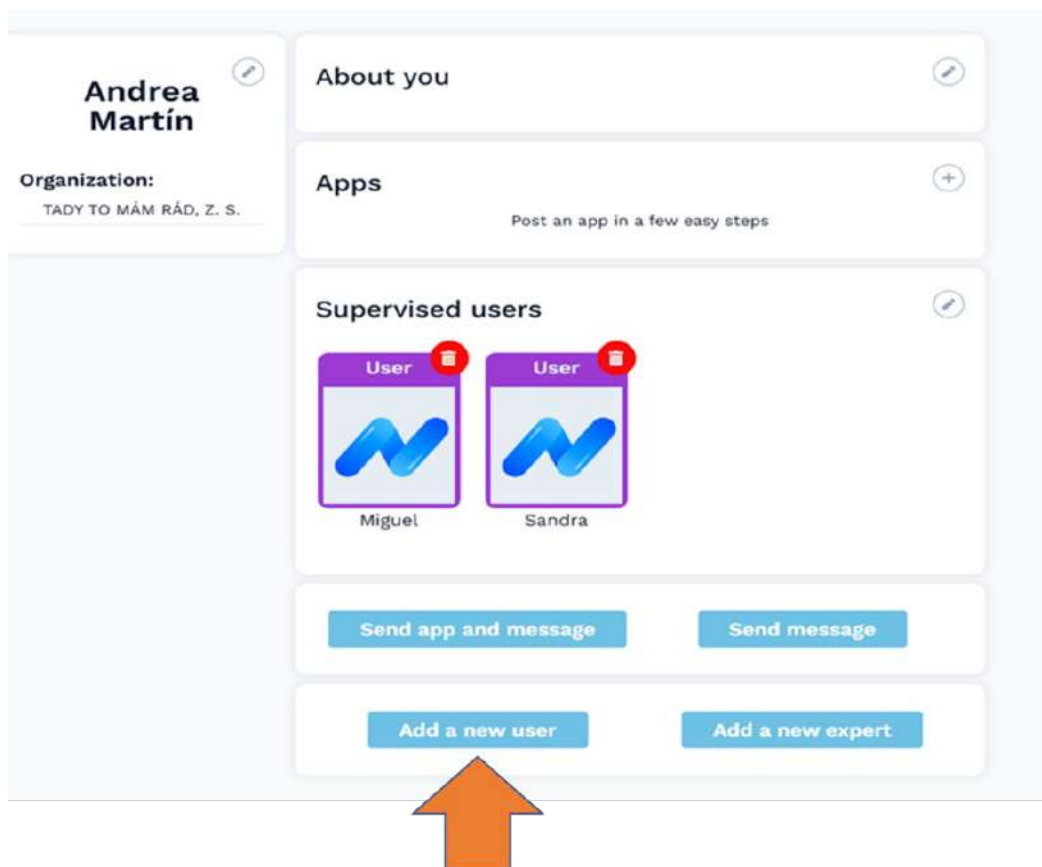 Andrea
Martín
Organization:
TADY TO MÁM RÁD, Z. S.
About you
Apps
Post an app in a few easy steps
Supervised users
User
User
Miguel
Sandra
Send app and message
Send message
Add a new user
Add a new expert